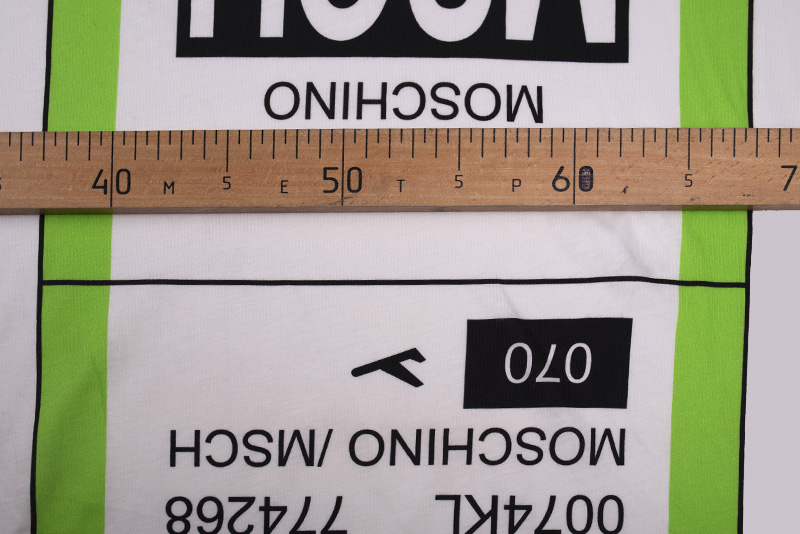 MOSCHINO
40 M 5 E 50 T 5 P 60 5 7
070
MOSCHINO /MSCH
0074KL 774268